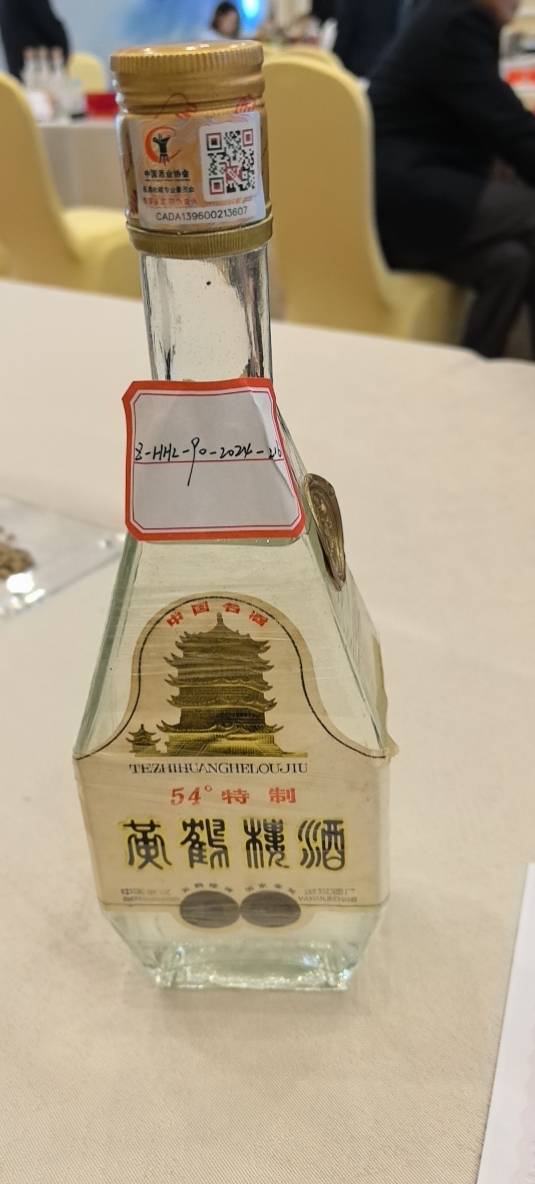 中国酒业协会
CADA139600213607
Z-HHL-90-2024-26
中国名酒
TEZHIHUANGHELOUJIU
54°特制
黄鹤楼酒